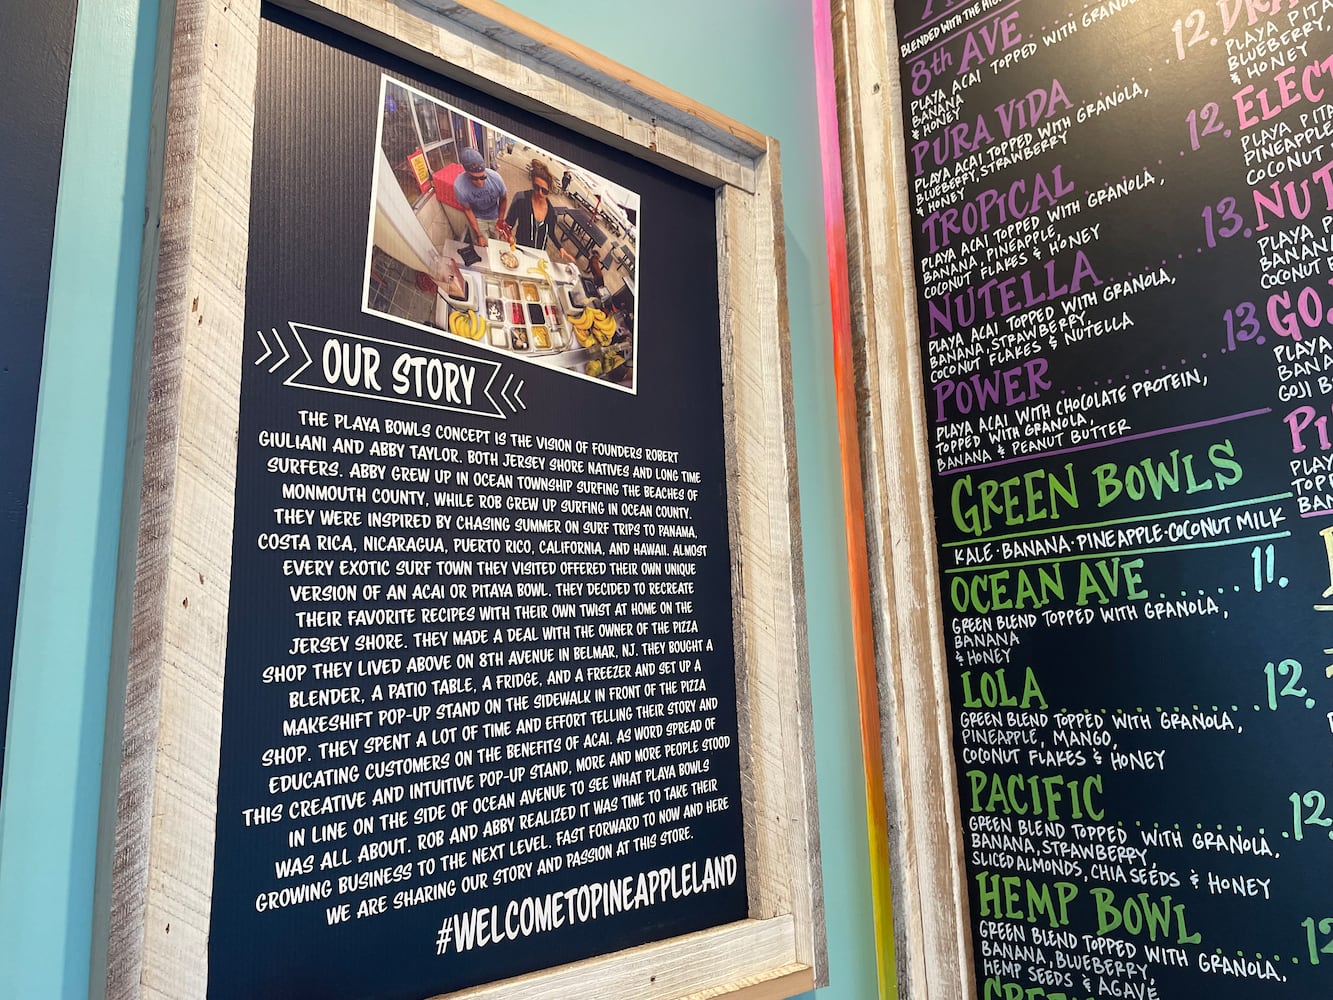 OUR STORY
THE PLAYA BOWLS CONCEPT IS THE VISION OF FOUNDERS ROBERT
GIULIANI AND ABBY TAYLOR. BOTH JERSEY SHORE NATIVES AND LONG TIME
SURFERS. ABBY GREW UP IN OCEAN TOWNSHIP SURFING THE BEACHES OF
MONMOUTH COUNTY, WHILE ROB GREW UP SURFING IN OCEAN COUNTY.
THEY WERE INSPIRED BY CHASING SUMMER ON SURF TRIPS TO PANAMA,
COSTA RICA, NICARAGUA, PUERTO RICO, CALIFORNIA, AND HAWAII. ALMOST
EVERY EXOTIC SURF TOWN THEY VISITED OFFERED THEIR OWN UNIQUE
VERSION OF AN ACAI OR PITAYA BOWL. THEY DECIDED TO RECREATE
THEIR FAVORITE RECIPES WITH THEIR OWN TWIST AT HOME ON THE
JERSEY SHORE. THEY MADE A DEAL WITH THE OWNER OF THE PIZZA
SHOP THEY LIVED ABOVE ON 8TH AVENUE IN BELMAR, NJ. THEY BOUGHT A
BLENDER, A PATIO TABLE, A FRIDGE, AND A FREEZER AND SET UP A
MAKESHIFT POP-UP STAND ON THE SIDEWALK IN FRONT OF THE PIZZA
SHOP. THEY SPENT A LOT OF TIME AND EFFORT TELLING THEIR STORY AND
EDUCATING CUSTOMERS ON THE BENEFITS OF ACAI. AS WORD SPREAD OF
THIS CREATIVE AND INTUITIVE POP-UP STAND, MORE AND MORE PEOPLE STOOD
IN LINE ON THE SIDE OF OCEAN AVENUE TO SEE WHAT PLAYA BOWLS
WAS ALL ABOUT. ROB AND ABBY REALIZED IT WAS TIME TO TAKE THEIR
GROWING BUSINESS TO THE NEXT LEVEL. FAST FORWARD TO NOW AND HERE
WE ARE SHARING OUR STORY AND PASSION AT THIS STORE.
#WELCOMETOPINEAPPLELAND
BLENDED WITH THE
8th AVE 12.
PLAYA ACAI TOPPED WITH GRANOLA,
BANANA
& HONEY
PURA VIDA 12.
PLAYA ACAI TOPPED WITH GRANOLA,
BLUEBERRY, STRAWBERRY
& HONEY
TROPICAL 13.
PLAYA ACAI TOPPED WITH GRANOLA,
BANANA, PINEAPPLE,
COCONUT FLAKES & HONEY
NUTELLA 13.
PLAYA ACAI TOPPED WITH GRANOLA,
BANANA, STRAWBERRY,
COCONUT FLAKES & NUTELLA
POWER
PLAYA ACAI WITH CHOCOLATE PROTEIN,
TOPPED WITH GRANOLA,
BANANA & PEANUT BUTTER
GREEN BOWLS
KALE · BANANA · PINEAPPLE · COCONUT MILK
OCEAN AVE 11.
GREEN BLEND TOPPED WITH GRANOLA,
BANANA
& HONEY
LOLA 12.
GREEN BLEND TOPPED WITH GRANOLA,
PINEAPPLE, MANGO,
COCONUT FLAKES & HONEY
PACIFIC 12.
GREEN BLEND TOPPED WITH GRANOLA,
BANANA, STRAWBERRY,
SLICED ALMONDS, CHIA SEEDS & HONEY
HEMP BOWL 12
GREEN BLEND TOPPED WITH GRANOLA,
BANANA, BLUEBERRY,
HEMP SEEDS & AGAVE
PLAYA
BLUEBERRY,
& HONEY
PLAYA
PINEAPPLE
COCONUT
PLAYA
COCONUT
PLAYA
GOJI